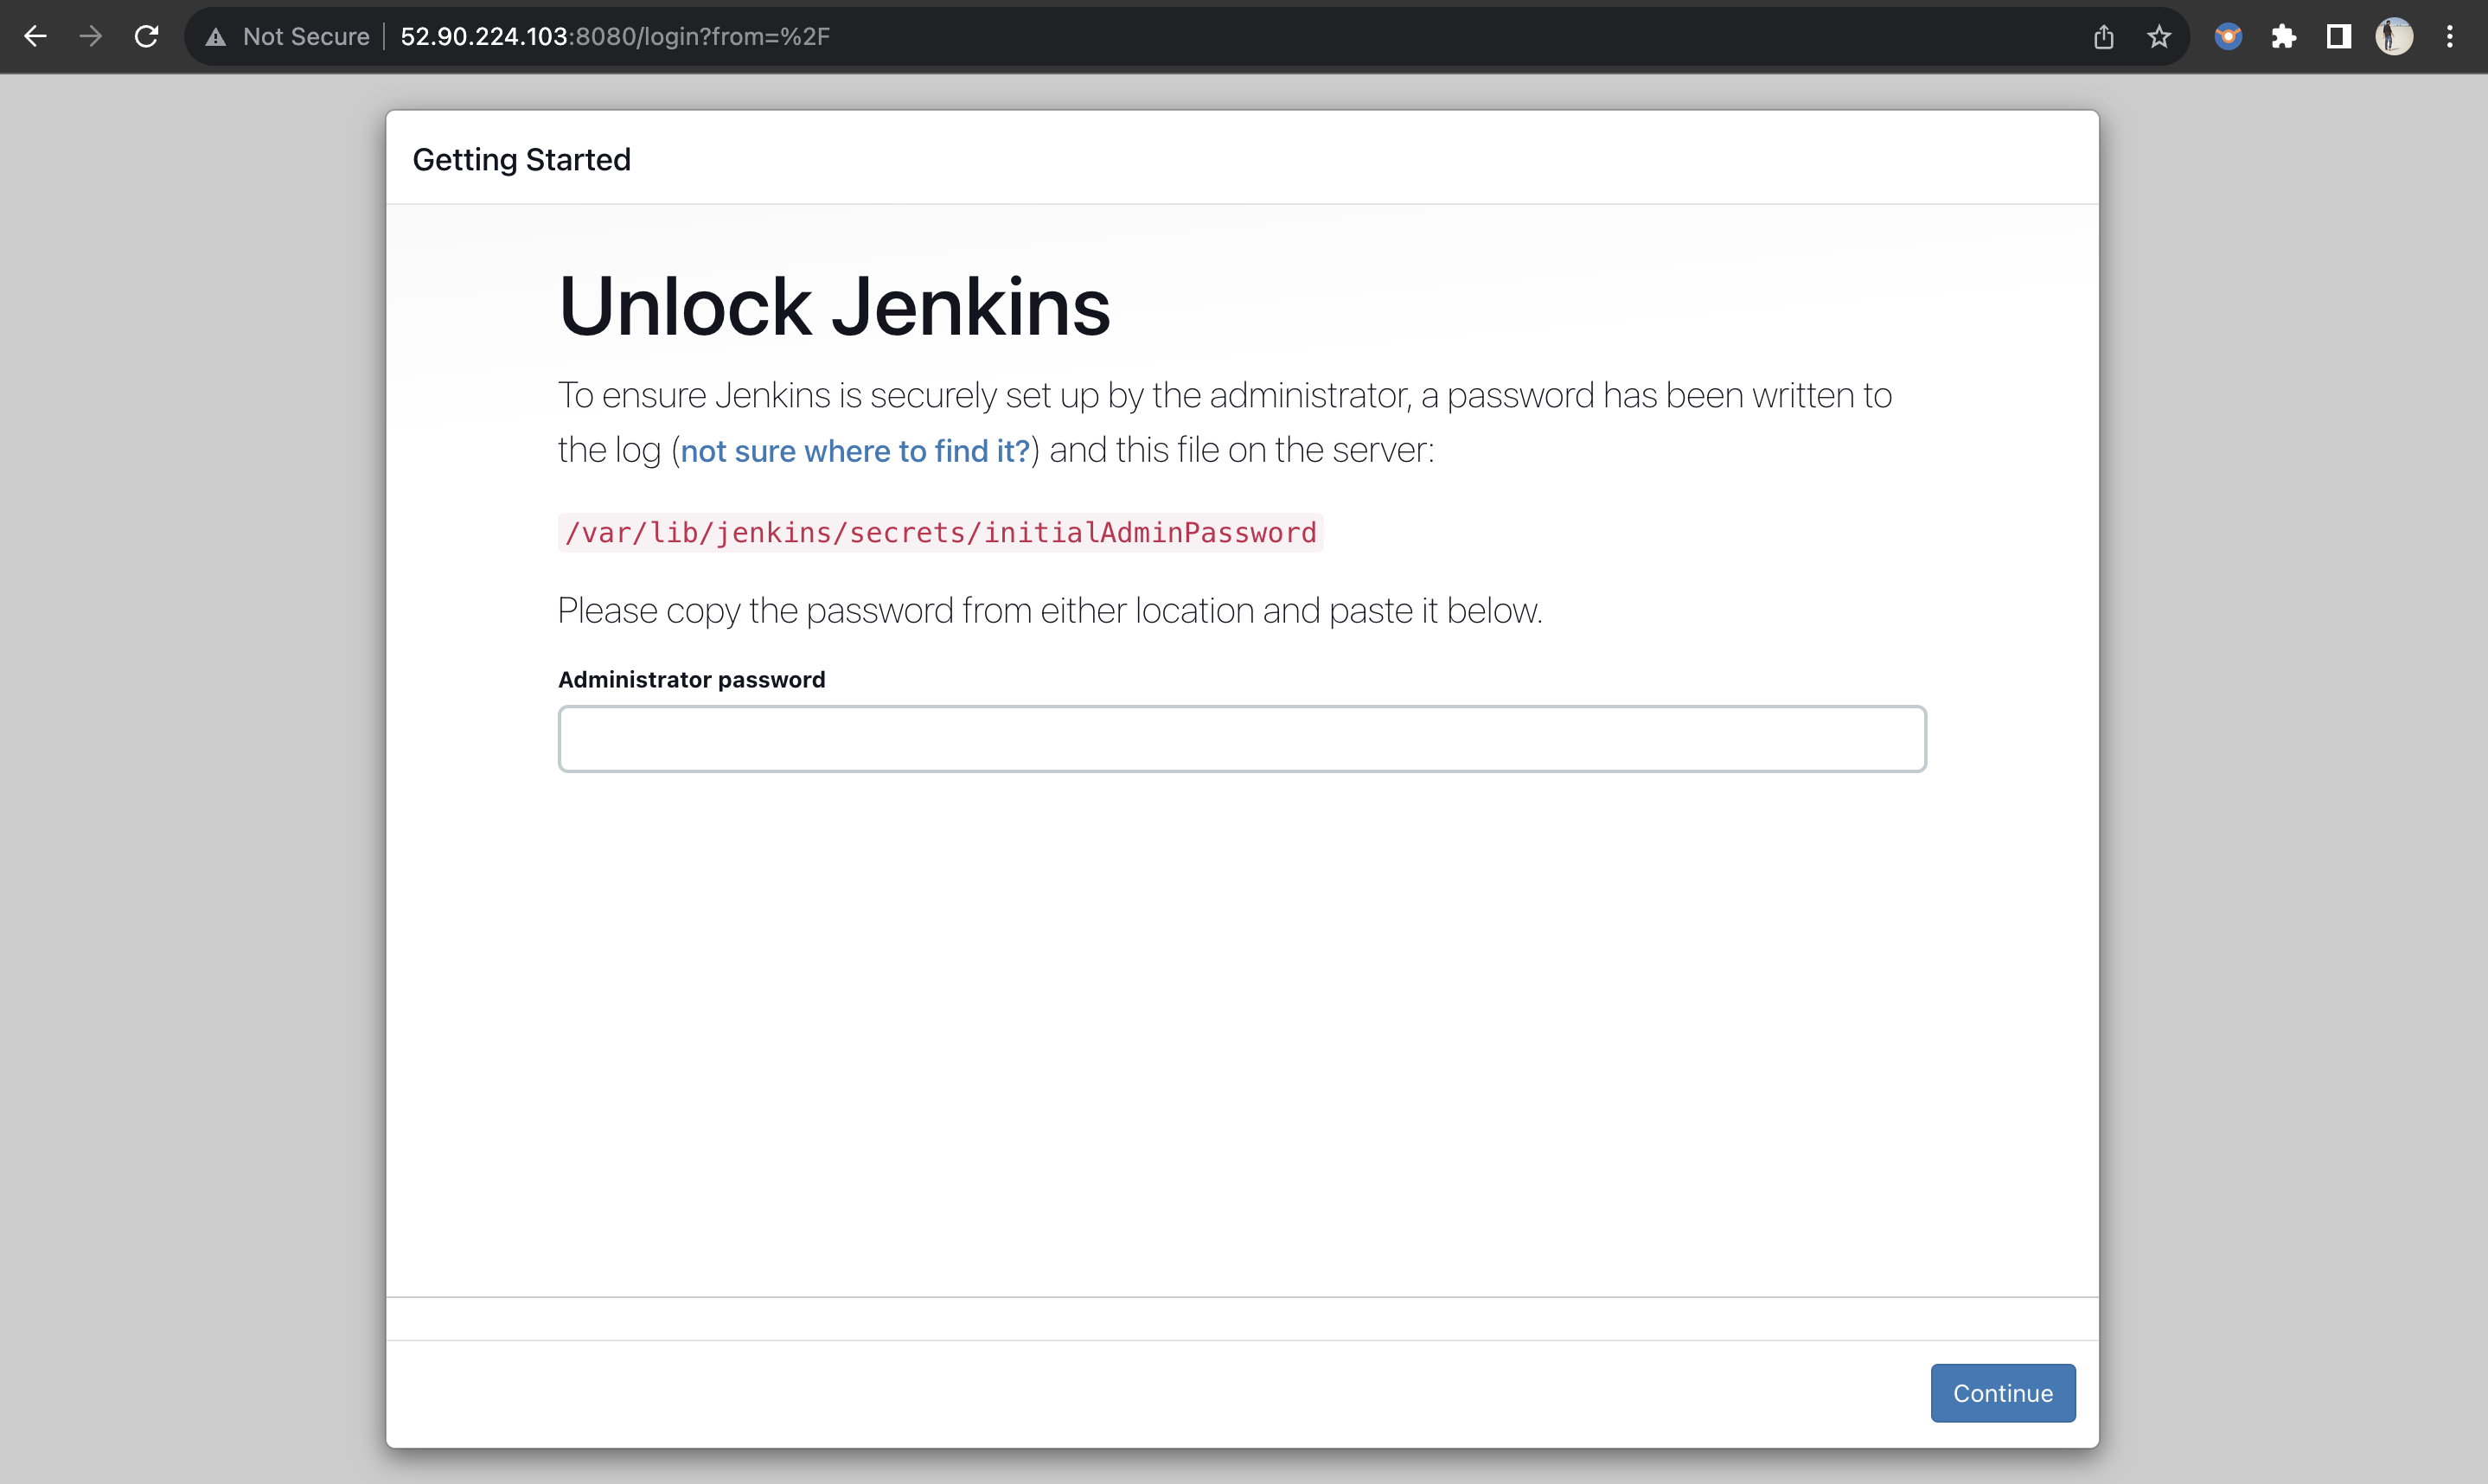 Not Secure
52.90.224.103:8080/login?from=%2F
Getting Started
Unlock Jenkins
To ensure Jenkins is securely set up by the administrator, a password has been written to
the log (not sure where to find it?) and this file on the server:
/var/lib/jenkins/secrets/initialAdminPassword
Please copy the password from either location and paste it below.
Administrator password
Continue